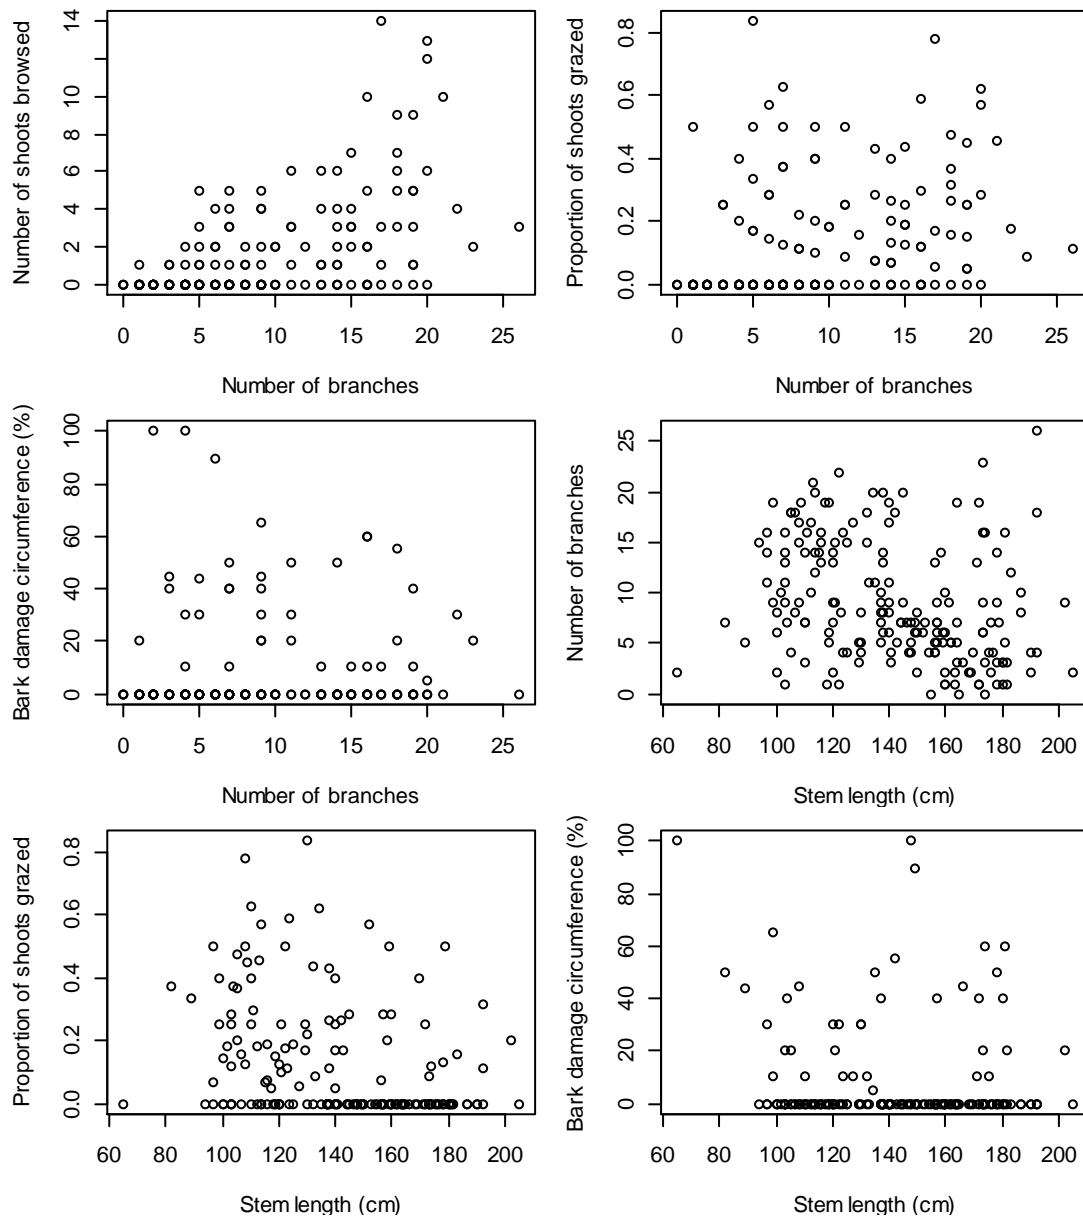 Number of shoots browsed
0 2 4 6 8 10 12 14
0 5 10 15 20 25
Number of branches
Proportion of shoots grazed
0.0 0.2 0.4 0.6 0.8
0 5 10 15 20 25
Number of branches
Bark damage circumference (%)
0 20 40 60 80 100
0 5 10 15 20 25
Number of branches
Number of branches
0 5 10 15 20 25
60 80 100 120 140 160 180 200
Stem length (cm)
Proportion of shoots grazed
0.0 0.2 0.4 0.6 0.8
60 80 100 120 140 160 180 200
Stem length (cm)
Bark damage circumference (%)
0 20 40 60 80 100
60 80 100 120 140 160 180 200
Stem length (cm)